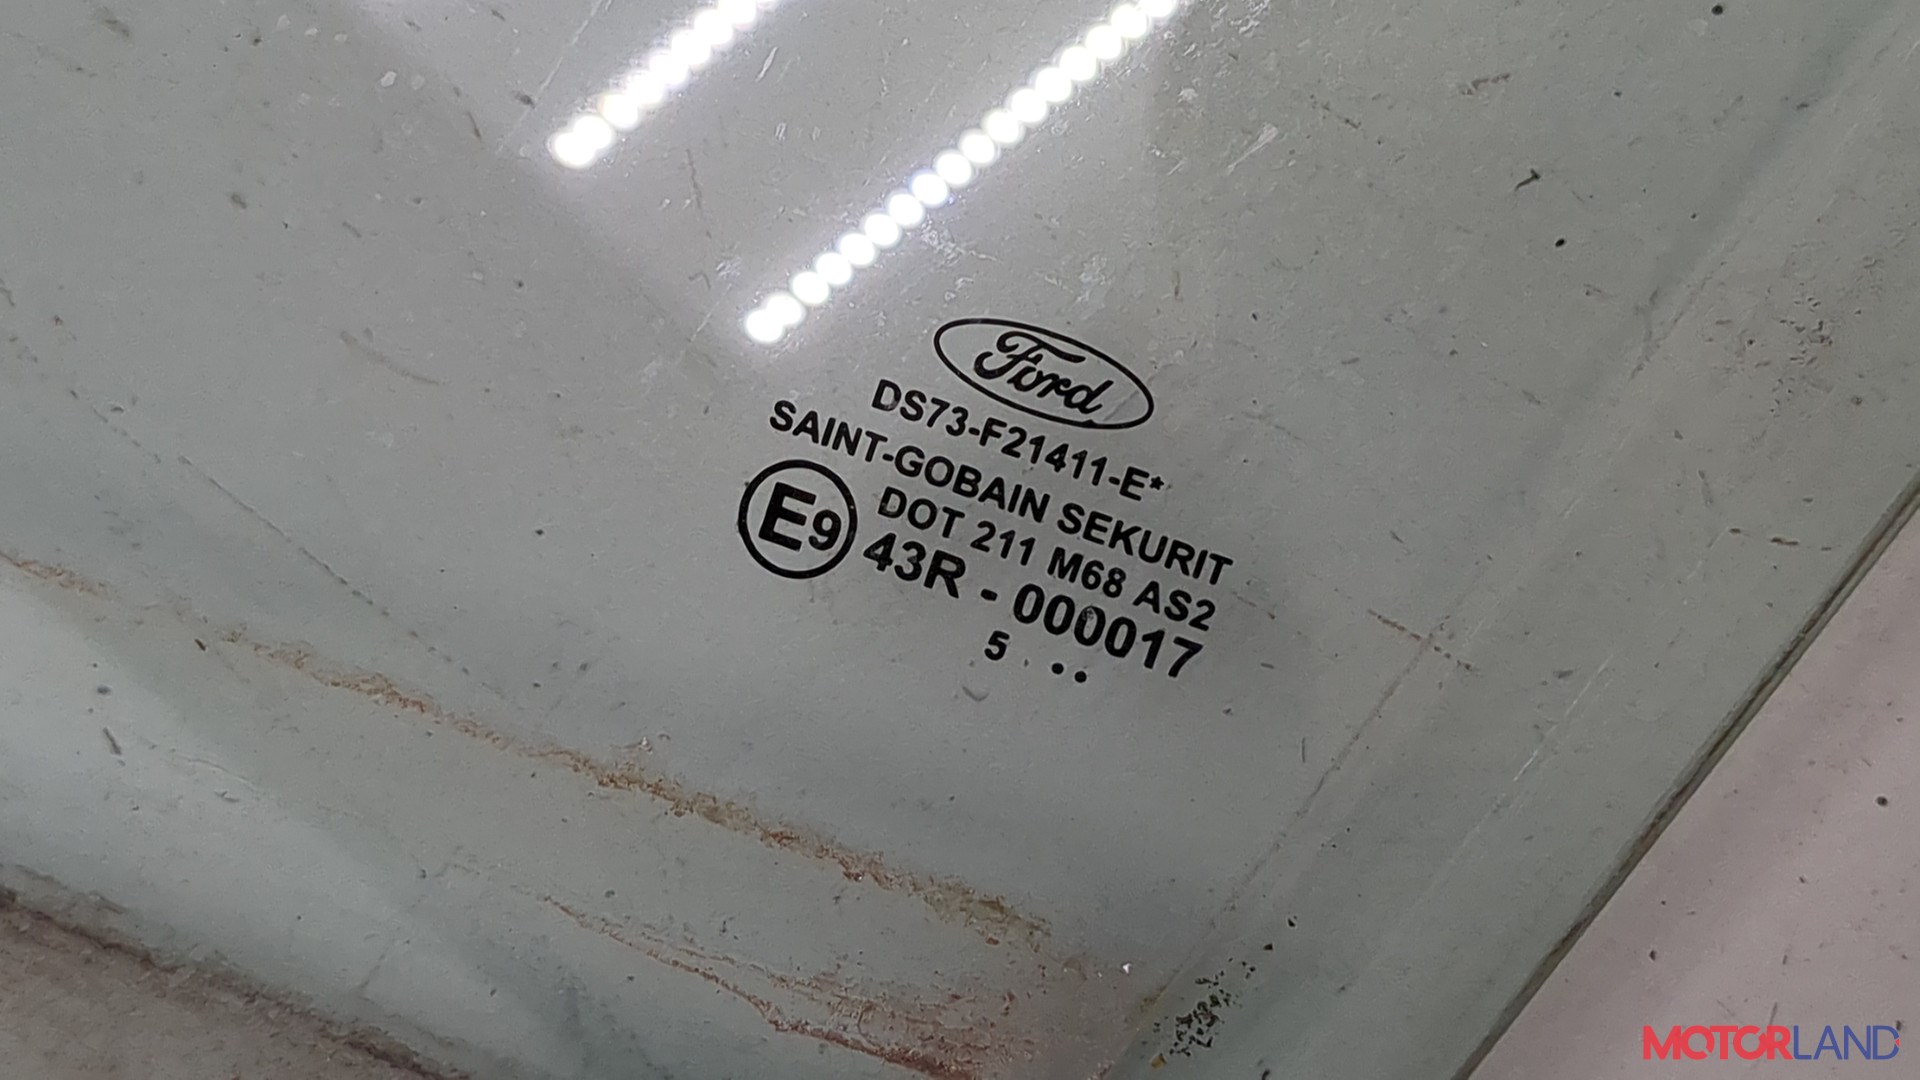 Ford
DS73-F21411-E*
SAINT-GOBAIN SEKURIT
DOT 211 M68 AS2
E9 43R - 000017
5 ..
MOTORLAND